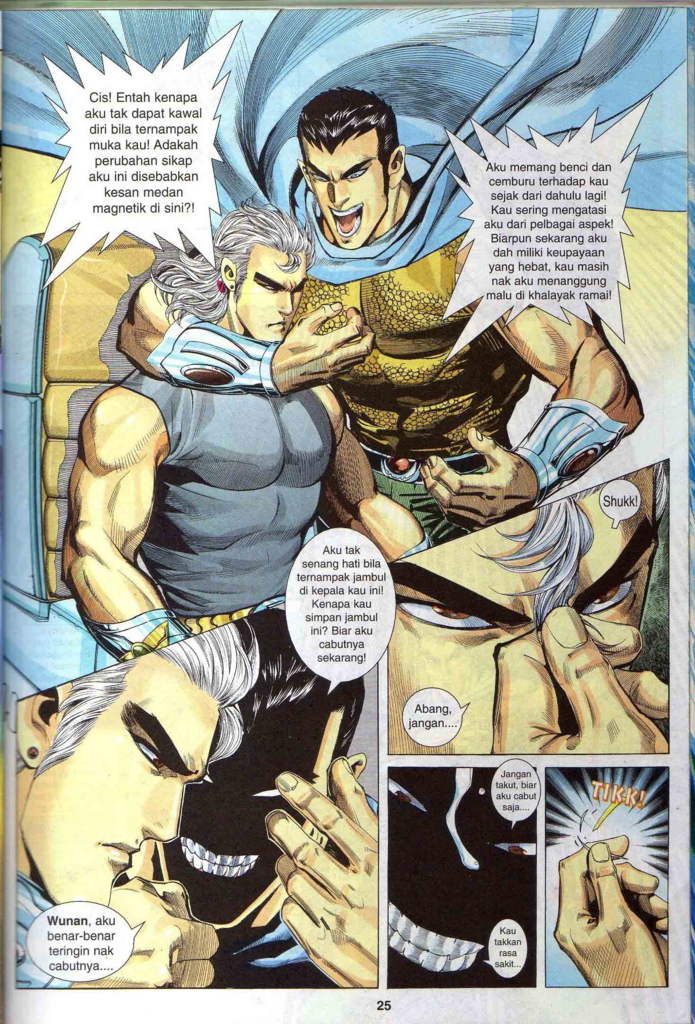 Cis! Entah kenapa
aku tak dapat kawal
diri bila ternampak
muka kau! Adakah
perubahan sikap
aku ini disebabkan
kesan medan
magnetik di sini?!
Aku memang benci dan
cemburu terhadap kau
sejak dari dahulu lagi!
Kau sering mengatasi
aku dari pelbagai aspek!
Biarpun sekarang aku
dah miliki keupayaan
yang hebat, kau masih
nak aku menanggung
malu di khalayak ramai!
Aku tak
senang hati bila
ternampak jambul
di kepala kau ini!
Kenapa kau
simpan jambul
ini? Biar aku
cabutnya
sekarang!
Shukk!
Abang,
jangan....
Wunan, aku
benar-benar
teringin nak
cabutnya....
Jangan
takut, biar
aku cabut
saja....
Kau
takkan
rasa
sakit...
TIKK!
25